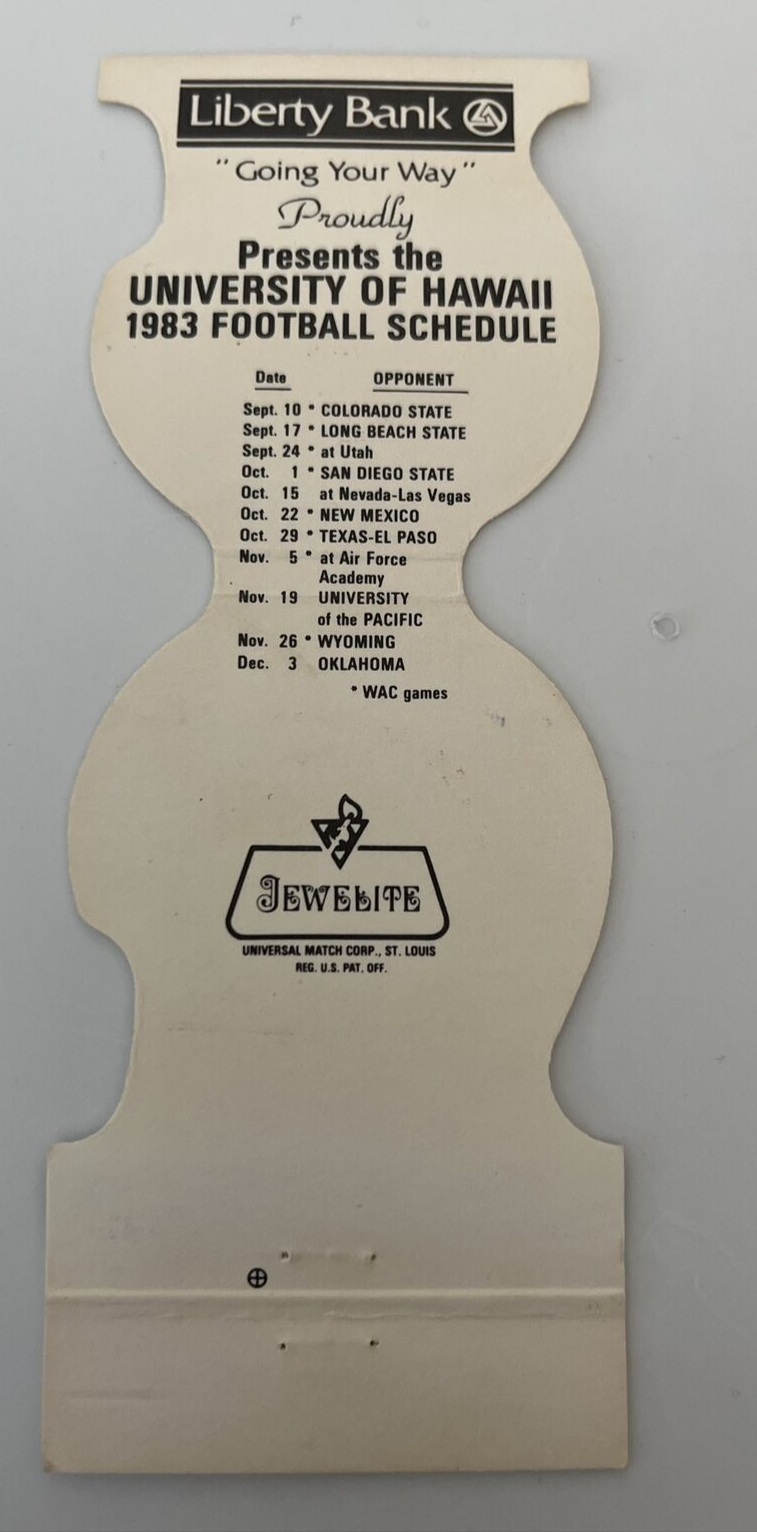 Liberty Bank
"Going Your Way"
Proudly
Presents the
UNIVERSITY OF HAWAII
1983 FOOTBALL SCHEDULE
Date OPPONENT
Sept. 10 * COLORADO STATE
Sept. 17 * LONG BEACH STATE
Sept. 24 * at Utah
Oct. 1 * SAN DIEGO STATE
Oct. 15 at Nevada-Las Vegas
Oct. 22 * NEW MEXICO
Oct. 29 * TEXAS-EL PASO
Nov. 5 * at Air Force
Academy
Nov. 19 UNIVERSITY
of the PACIFIC
Nov. 26 * WYOMING
Dec. 3 OKLAHOMA
* WAC games
JEWELITE
UNIVERSAL MATCH CORP., ST. LOUIS
REG. U.S. PAT. OFF.